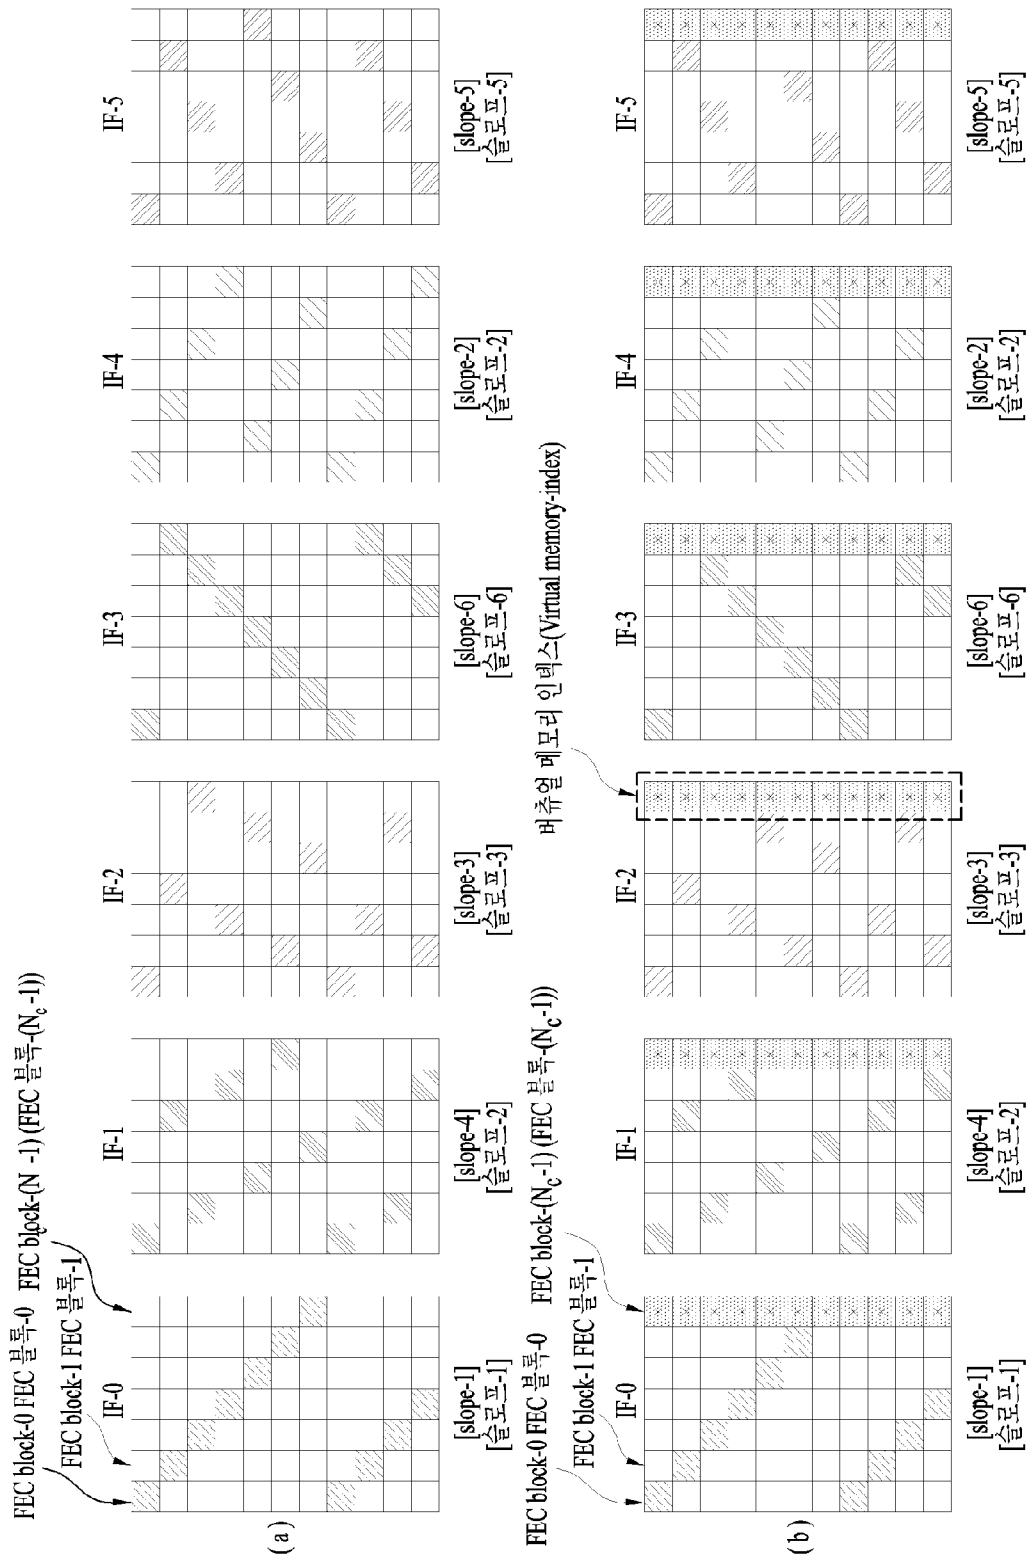 FEC block-0 FEC 블록-0 FEC block-(N_c-1) (FEC 블록-(N_c-1))
FEC block-1 FEC 블록-1
IF-0 IF-1 IF-2 IF-3 IF-4 IF-5
(a)
[slope-1] [slope-4] [slope-3] [slope-6] [slope-2] [slope-5]
[슬로프-1] [슬로프-2] [슬로프-3] [슬로프-6] [슬로프-2] [슬로프-5]
FEC block-0 FEC 블록-0 FEC block-(N_c-1) (FEC 블록-(N_c-1)) 버츄얼 메모리 인덱스(Virtual memory-index)
FEC block-1 FEC 블록-1
IF-0 IF-1 IF-2 IF-3 IF-4 IF-5
(b)
[slope-1] [slope-4] [slope-3] [slope-6] [slope-2] [slope-5]
[슬로프-1] [슬로프-2] [슬로프-3] [슬로프-6] [슬로프-2] [슬로프-5]